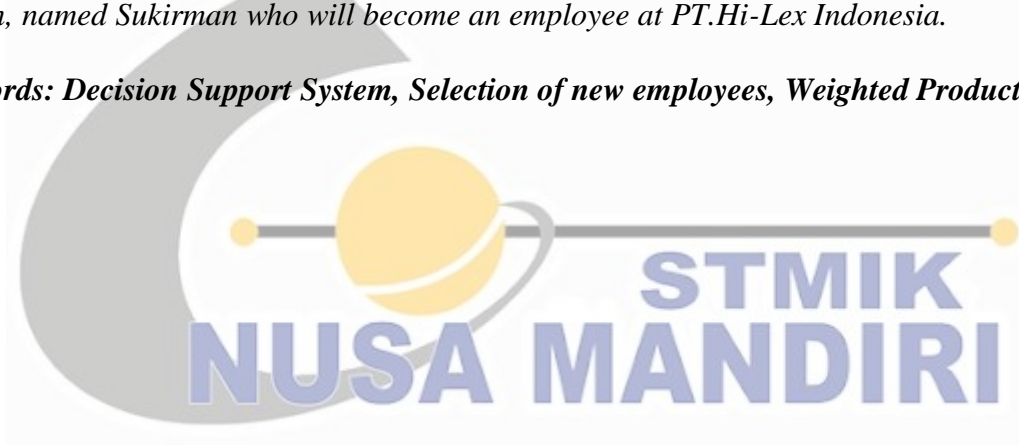 , named Sukirman who will become an employee at PT.Hi-Lex Indonesia.
ords: Decision Support System, Selection of new employees, Weighted Product
STMIK
NUSA MANDIRI